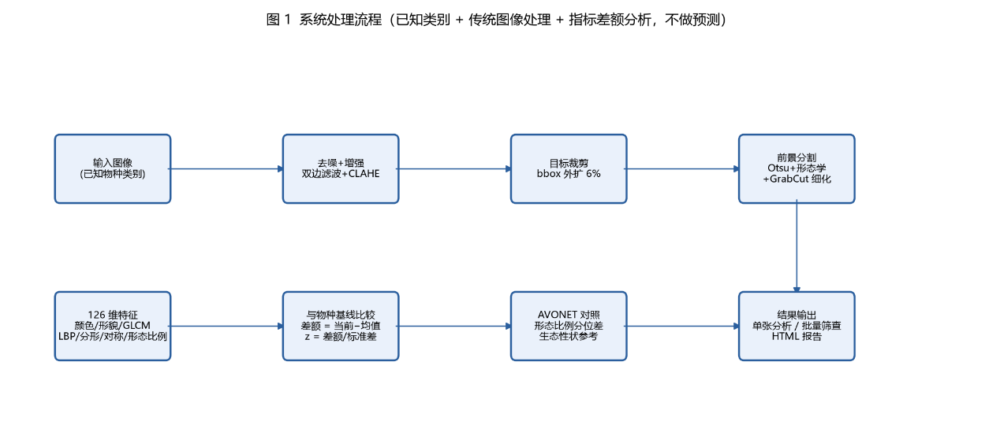 图 1 系统处理流程（已知类别 + 传统图像处理 + 指标差额分析，不做预测）
输入图像
(已知物种类别)
去噪+增强
双边滤波+CLAHE
目标裁剪
bbox 外扩 6%
前景分割
Otsu+形态学
+GrabCut 细化
126 维特征
颜色/形貌/GLCM
LBP/分形/对称/形态比例
与物种基线比较
差额 = 当前−均值
z = 差额/标准差
AVONET 对照
形态比例分位差
生态性状参考
结果输出
单张分析 / 批量筛查
HTML 报告